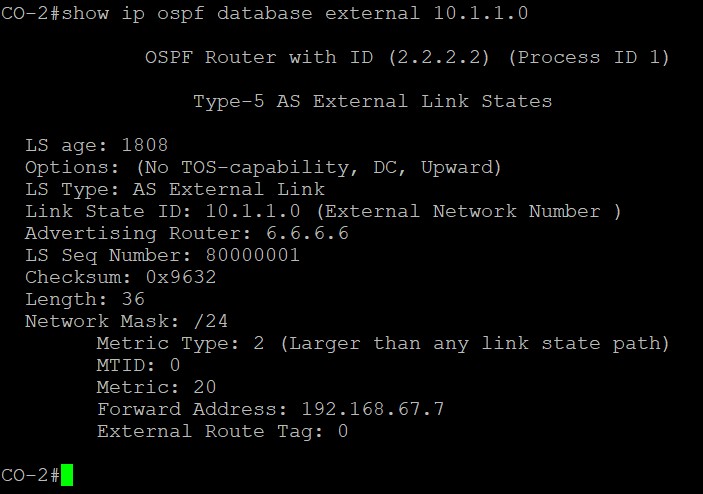 CO-2#show ip ospf database external 10.1.1.0
OSPF Router with ID (2.2.2.2) (Process ID 1)
Type-5 AS External Link States
LS age: 1808
Options: (No TOS-capability, DC, Upward)
LS Type: AS External Link
Link State ID: 10.1.1.0 (External Network Number )
Advertising Router: 6.6.6.6
LS Seq Number: 80000001
Checksum: 0x9632
Length: 36
Network Mask: /24
Metric Type: 2 (Larger than any link state path)
MTID: 0
Metric: 20
Forward Address: 192.168.67.7
External Route Tag: 0
CO-2#